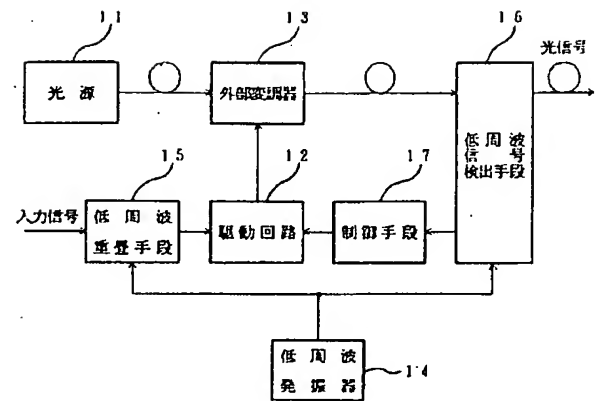 11
13
16
光信号
光源
外部変調器
低周波
信号
検出手段
15
12
17
入力信号
低周波
重畳手段
駆動回路
制御手段
低周波
発振器
14